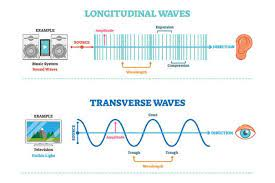 LONGITUDINAL WAVES
EXAMPLE
Music System
Sound Waves
SOURCE
Amplitude
Expansion
DIRECTION
Wavelength
Compression
TRANSVERSE WAVES
EXAMPLE
Television
Visible Light
SOURCE
Amplitude
Crest
DIRECTION
Trough
Trough
Wavelength